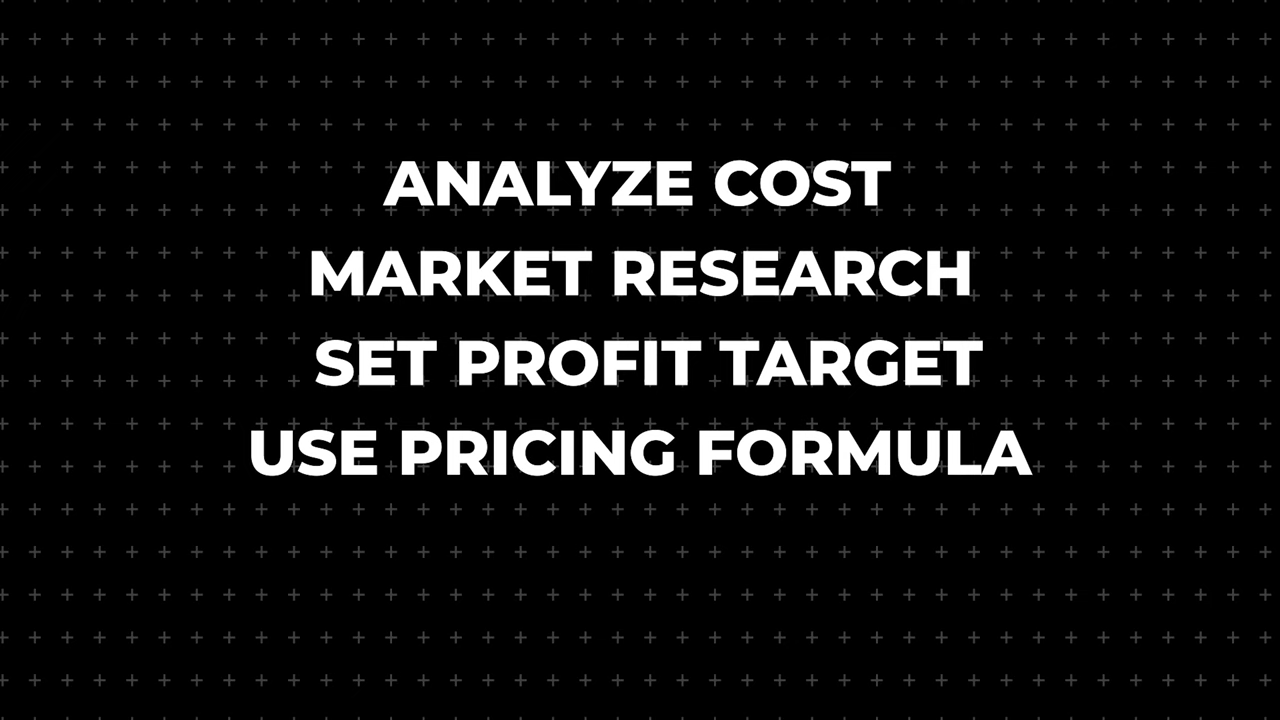 ANALYZE COST
MARKET RESEARCH
SET PROFIT TARGET
USE PRICING FORMULA